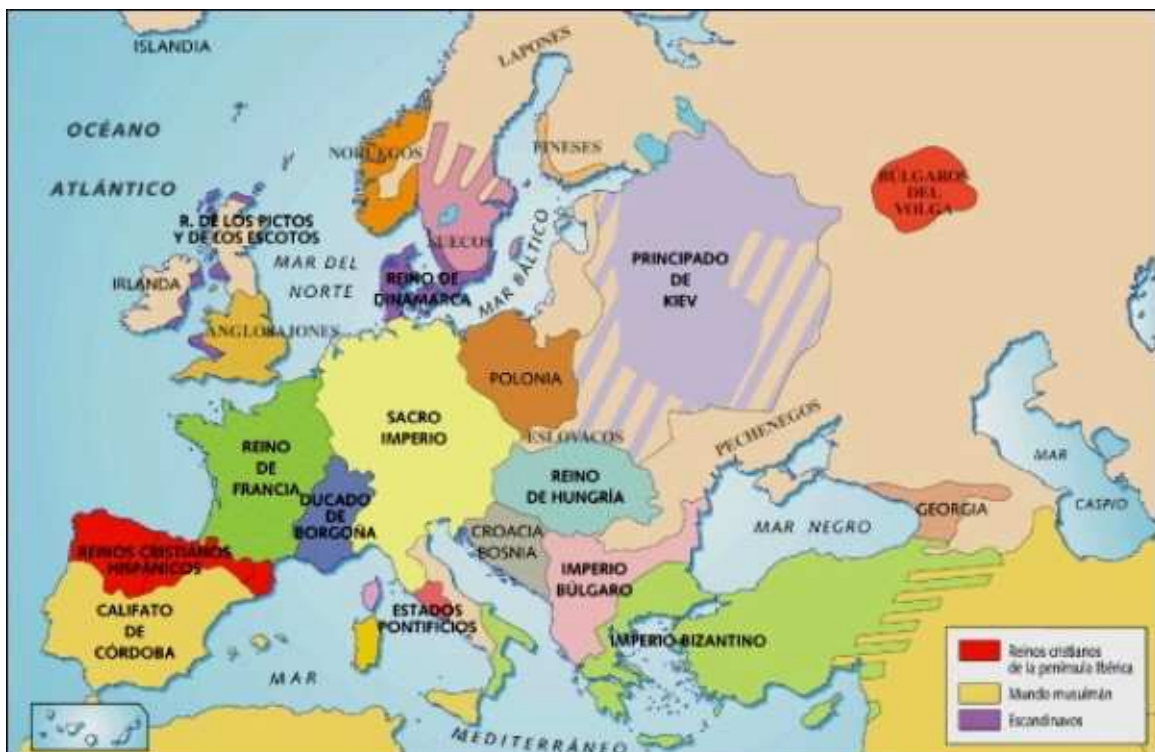 ISLANDIA
LAPONES
OCÉANO
ATLÁNTICO
NORUEGOS
FINESES
BÚLGAROS
DEL
VOLGA
R. DE LOS PICTOS
Y DE LOS ESCOTOS
SUECOS
MAR DEL
NORTE
MAR BÁLTICO
PRINCIPADO
DE
KIEV
IRLANDA
REINO DE
DINAMARCA
ANGLOSAJONES
POLONIA
SACRO
IMPERIO
ESLOVACOS
PECHENEGOS
REINO
DE
FRANCIA
REINO
DE HUNGRÍA
MAR
CASPIO
DUCADO
DE
BORGOÑA
CROACIA
BOSNIA
MAR NEGRO
GEORGIA
REINOS CRISTIANOS
HISPÁNICOS
IMPERIO
BÚLGARO
CALIFATO
DE
CÓRDOBA
ESTADOS
PONTIFICIOS
IMPERIO BIZANTINO
MAR
MEDITERRÁNEO
Reinos cristianos
de la península Ibérica
Mundo musulmán
Escandinavos